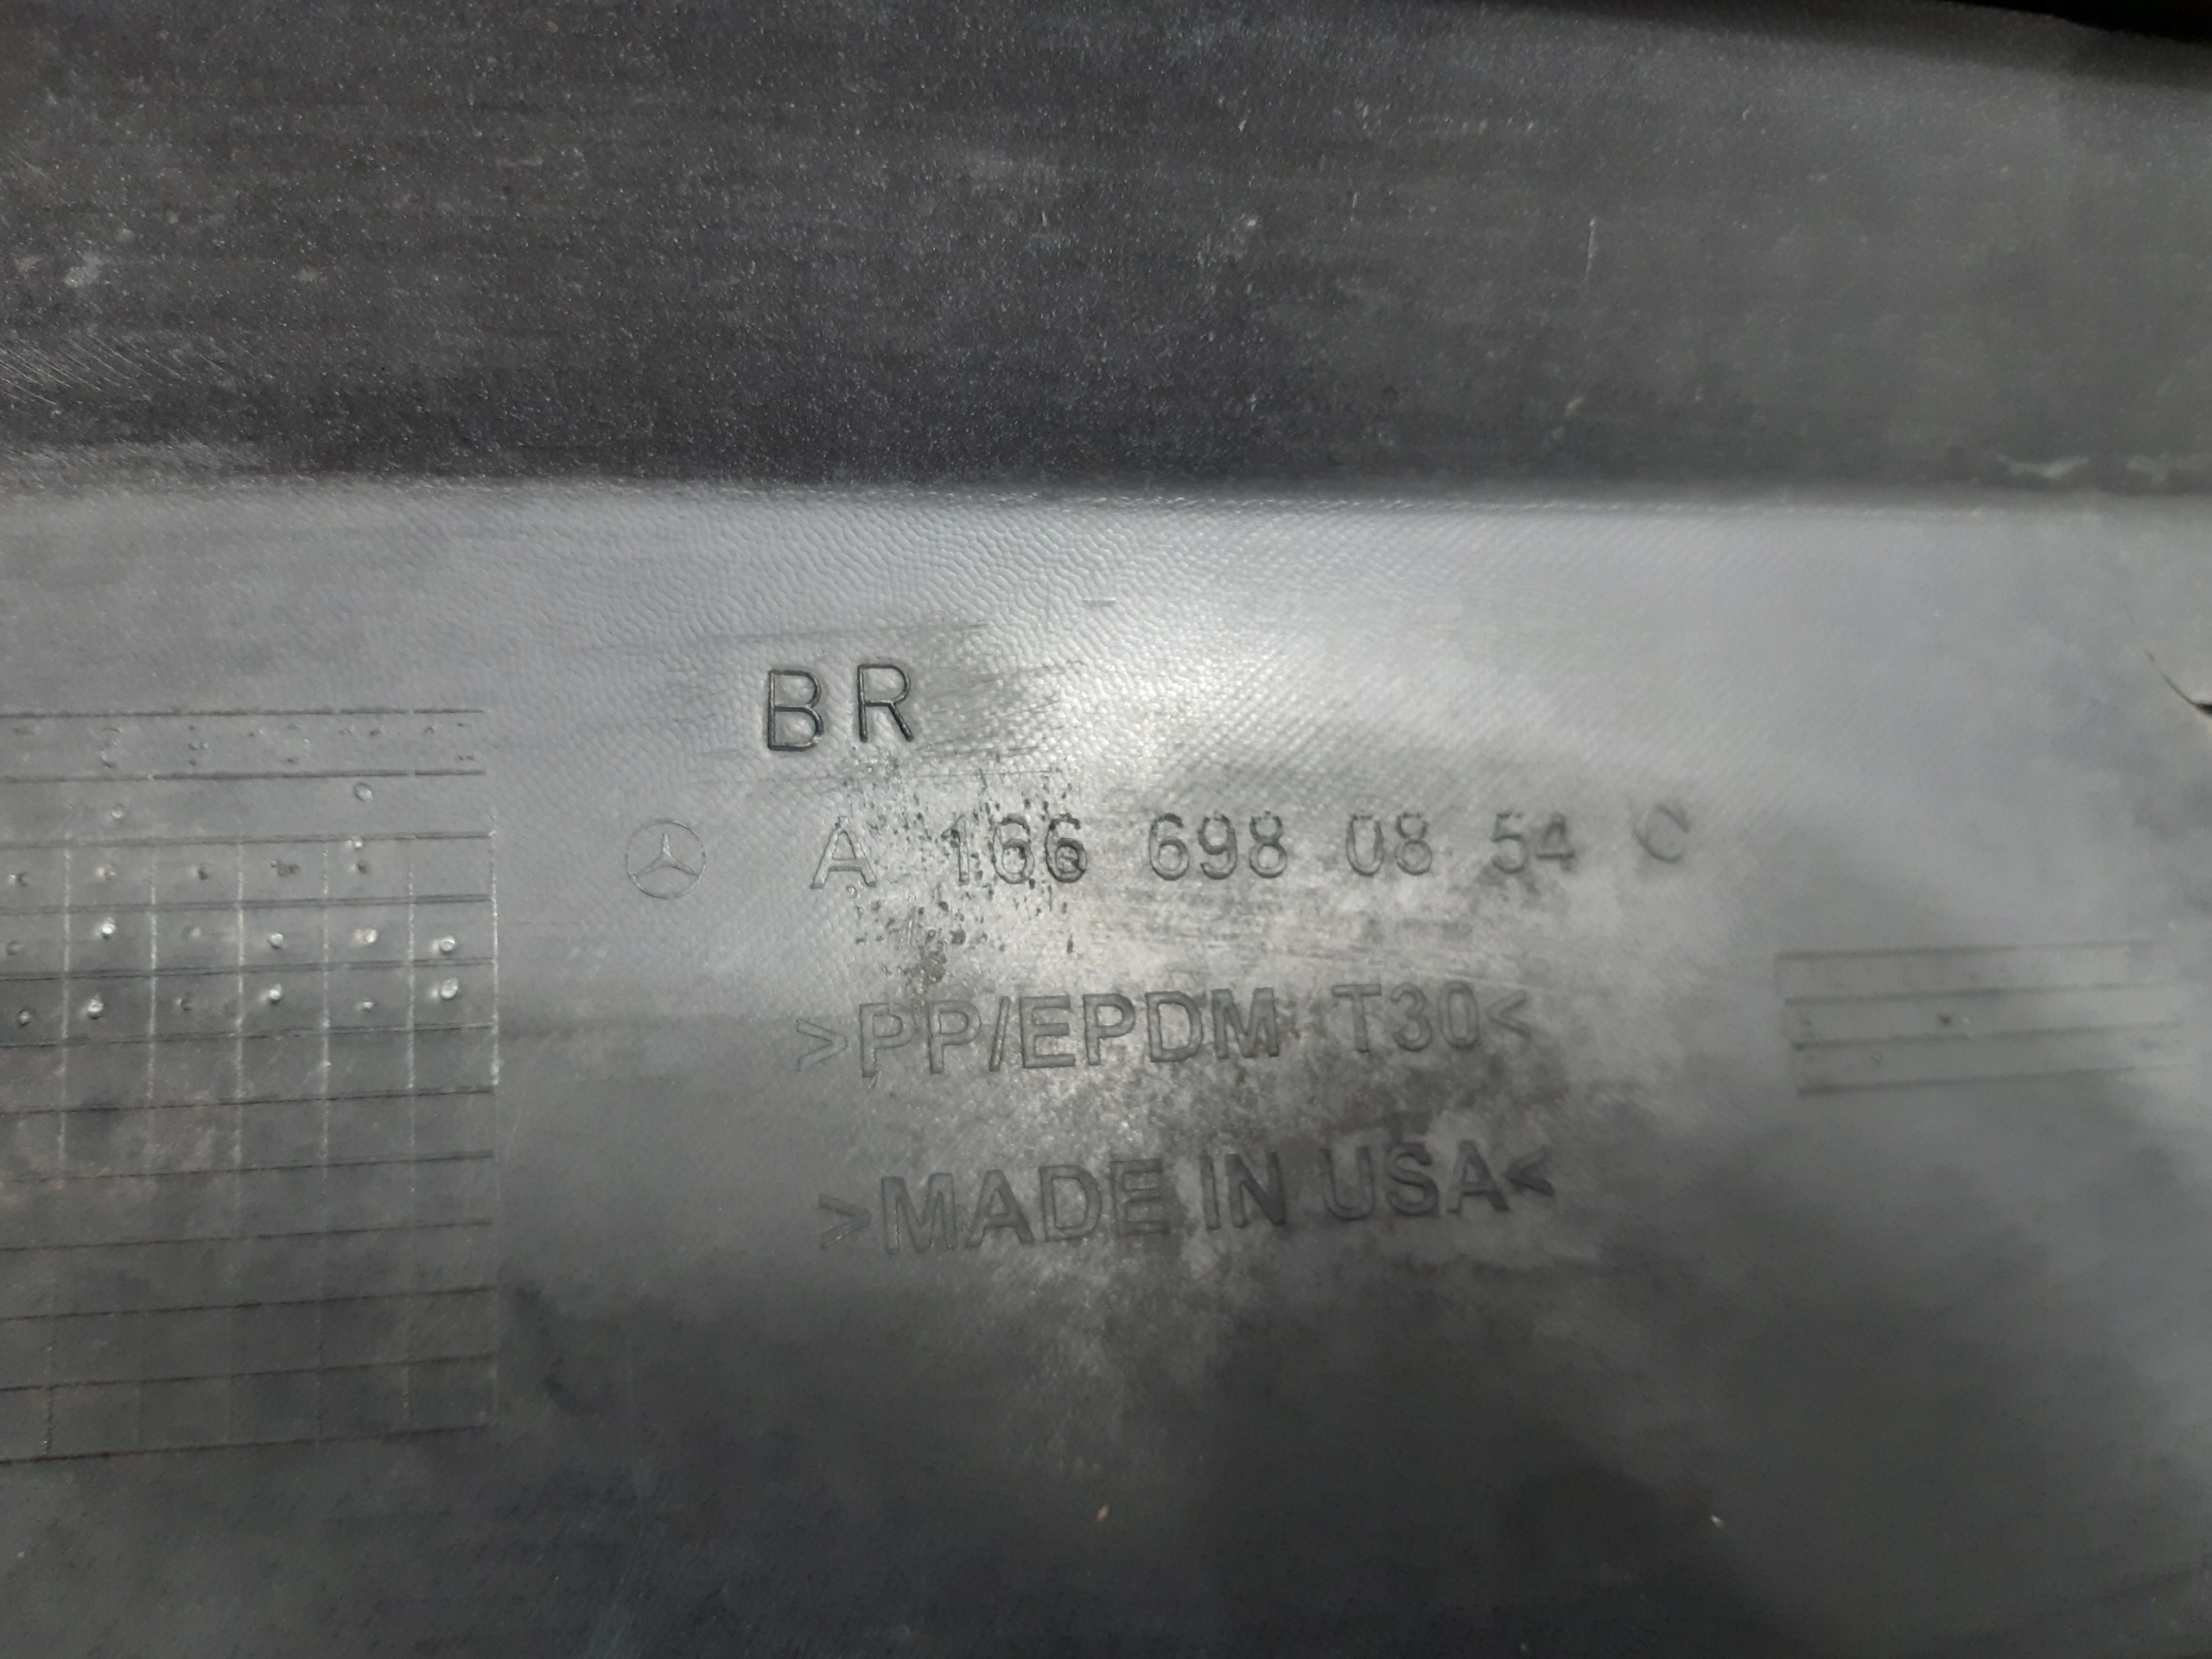 BR
A 166 698 08 54 C
>PP/EPDM T30<
>MADE IN USA<